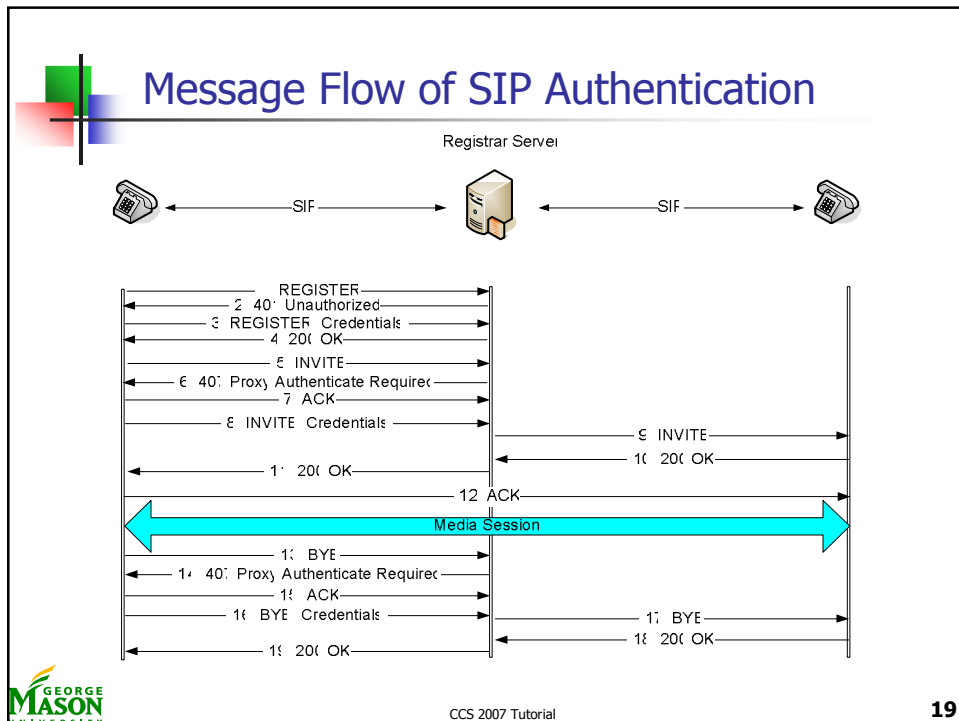 Message Flow of SIP Authentication
Registrar Server
SIP
SIP
REGISTER
2 401 Unauthorized
3 REGISTER Credentials
4 200 OK
5 INVITE
6 407 Proxy Authenticate Required
7 ACK
8 INVITE Credentials
9 INVITE
10 200 OK
11 200 OK
12 ACK
Media Session
13 BYE
14 407 Proxy Authenticate Required
15 ACK
16 BYE Credentials
17 BYE
18 200 OK
19 200 OK
GEORGE
MASON
CCS 2007 Tutorial
19